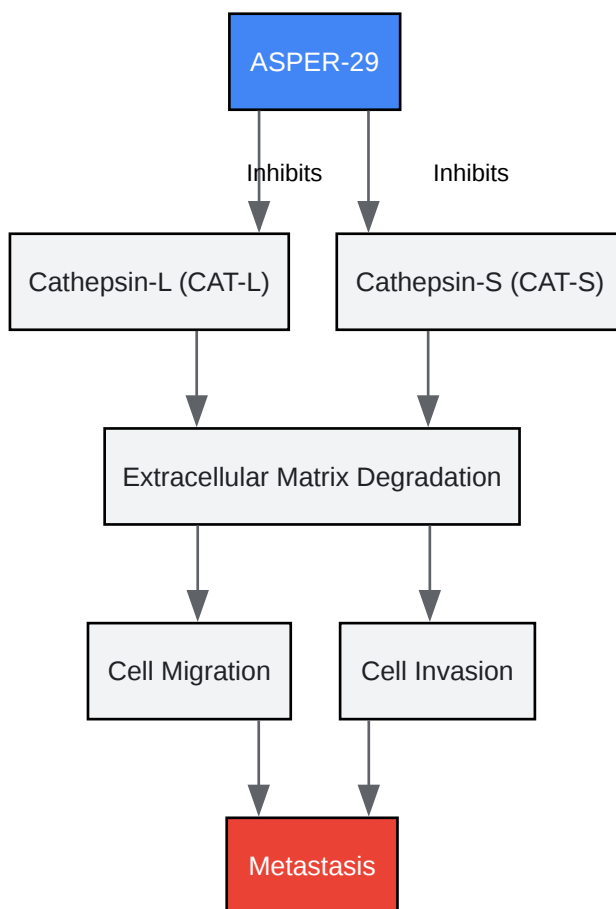 ASPER-29
Inhibits
Inhibits
Cathepsin-L (CAT-L)
Cathepsin-S (CAT-S)
Extracellular Matrix Degradation
Cell Migration
Cell Invasion
Metastasis